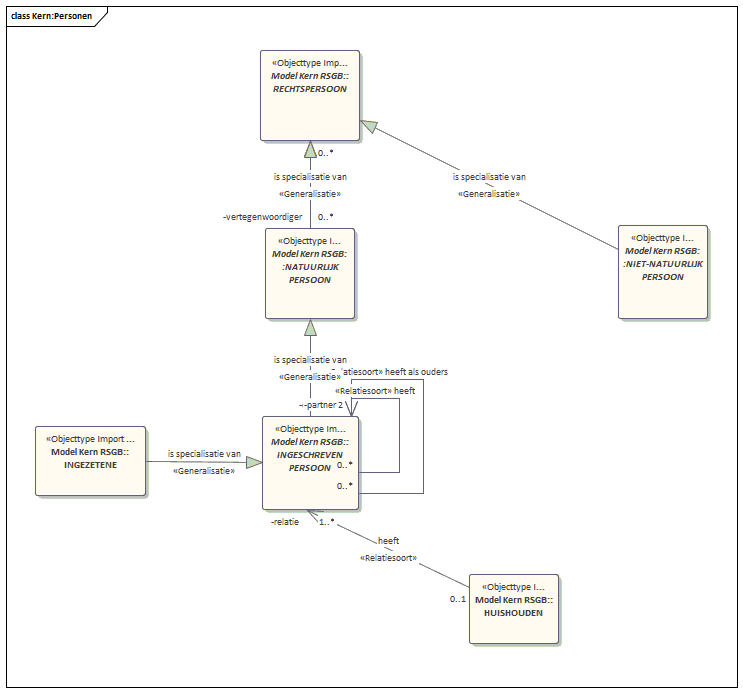 class Kern:Personen
«Objecttype Imp...
Model Kern RSGB::
RECHTSPERSOON
0..*
is specialisatie van
«Generalisatie»
is specialisatie van
«Generalisatie»
-vertegenwoordiger
0..*
«Objecttype I...
Model Kern RSGB:
:NATUURLIJK
PERSOON
«Objecttype I...
Model Kern RSGB:
:NIET-NATUURLIJK
PERSOON
is specialisatie van
«Generalisatie»
atiesoort» heeft als ouders
«Relatiesoort» heeft
-partner 2
«Objecttype Im...
Model Kern RSGB::
INGESCHREVEN
PERSOON
0..*
0..*
«Objecttype Import ...
Model Kern RSGB::
INGEZETENE
is specialisatie van
«Generalisatie»
-relatie
1..*
heeft
«Relatiesoort»
0..1
«Objecttype I...
Model Kern RSGB::
HUISHOUDEN